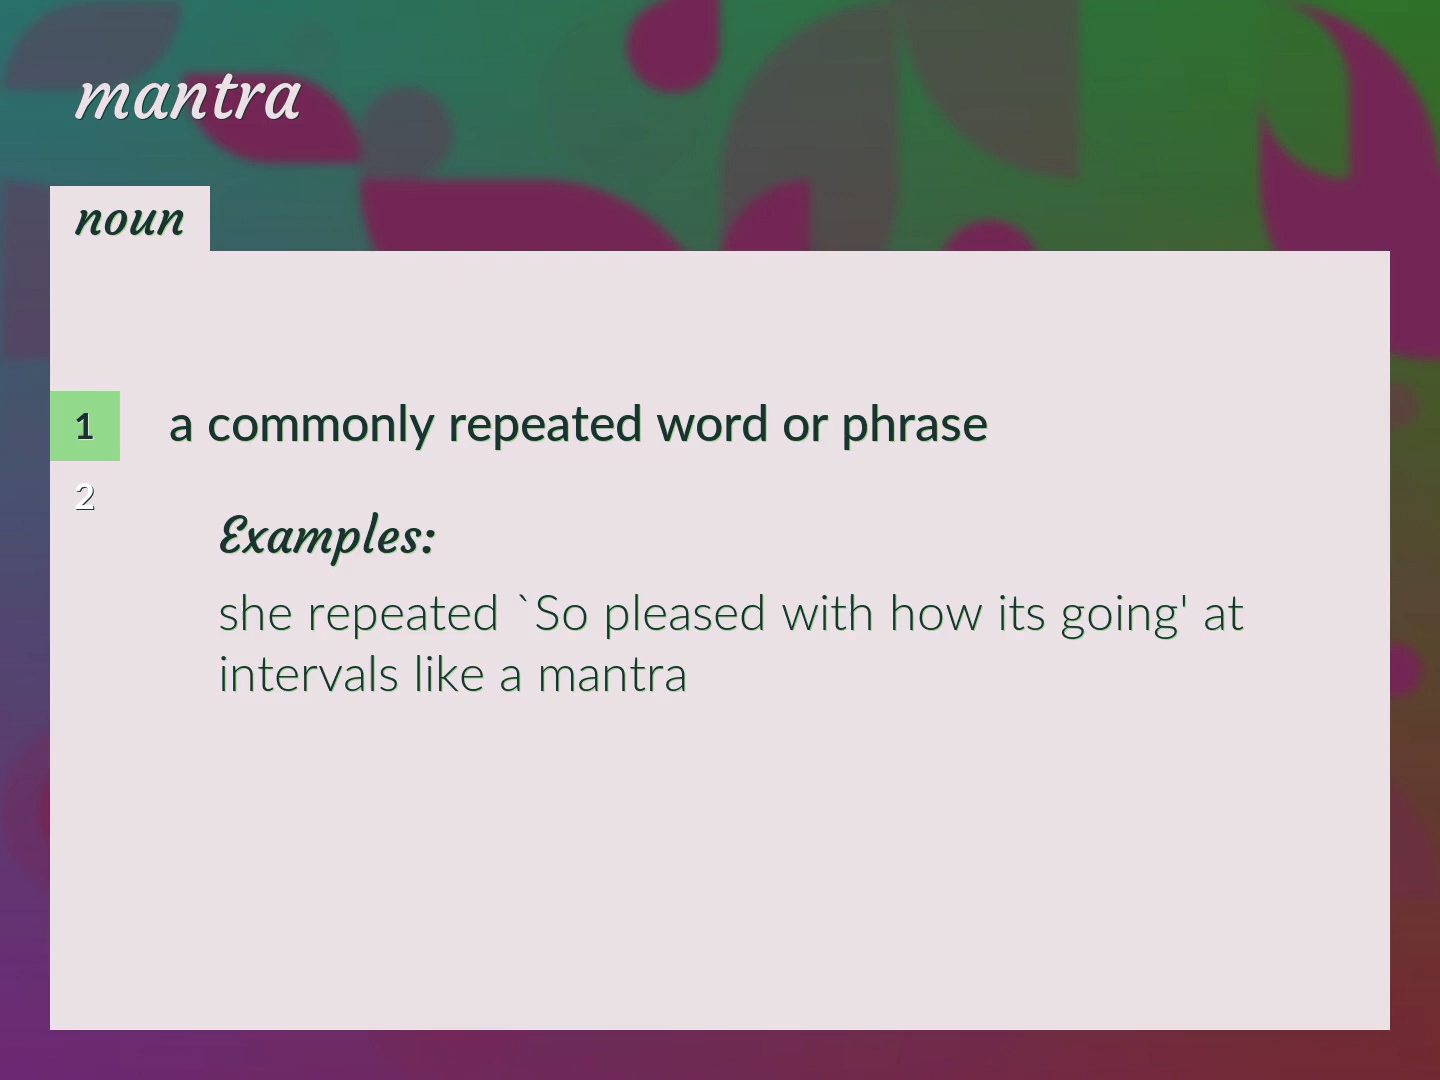 mantra
noun
1 a commonly repeated word or phrase
2
Examples:
she repeated `So pleased with how its going' at
intervals like a mantra